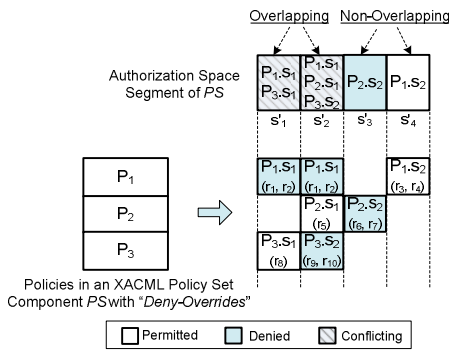 Overlapping
Non-Overlapping
Authorization Space
Segment of PS
P1.s1
P3.s1
P1.s1
P2.s1
P3.s2
P2.s2
P1.s2
s'1
s'2
s'3
s'4
P1
P2
P3
P1.s1
(r1, r2)
P1.s1
(r1, r2)
P1.s2
(r3, r4)
P2.s1
(r5)
P2.s2
(r6, r7)
P3.s1
(r8)
P3.s2
(r9, r10)
Policies in an XACML Policy Set
Component PS with "Deny-Overrides"
Permitted
Denied
Conflicting